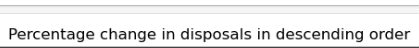 Percentage change in disposals in descending order